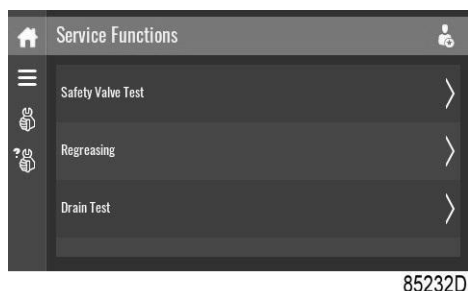 Service Functions
Safety Valve Test
Regreasing
Drain Test
85232D